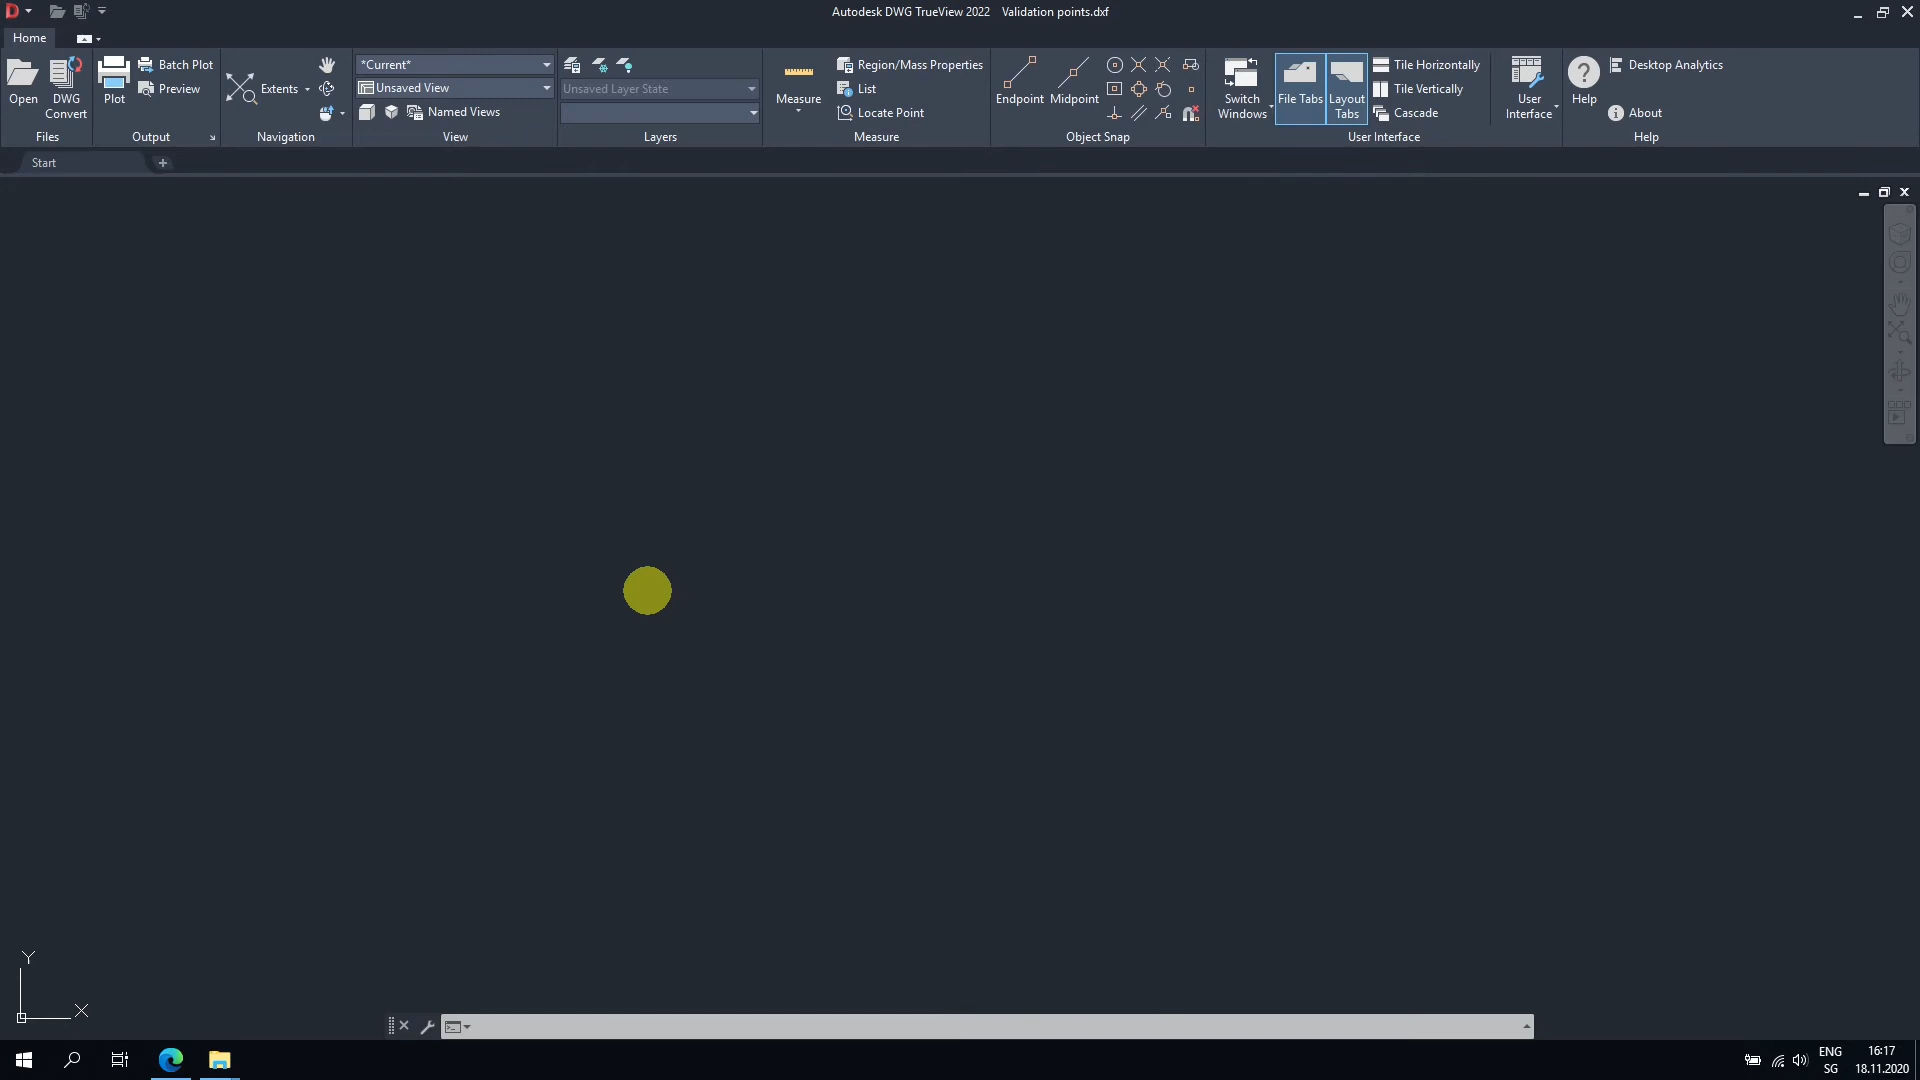 Autodesk DWG TrueView 2022 Validation points.dxf
Home
Open
DWG
Convert
Files
Plot
Batch Plot
Preview
Output
Extents
Navigation
*Current*
Unsaved View
Named Views
View
Unsaved Layer State
Layers
Measure
Region/Mass Properties
List
Locate Point
Measure
Endpoint
Midpoint
Object Snap
Switch
Windows
File Tabs
Layout
Tabs
Tile Horizontally
Tile Vertically
Cascade
User Interface
User
Interface
Help
Desktop Analytics
About
Help
Start
Y
X
ENG
SG
16:17
18.11.2020